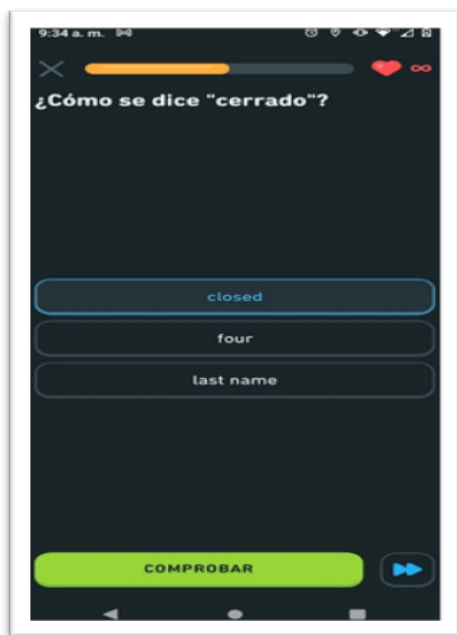 9:34 a. m.
¿Cómo se dice "cerrado"?
closed
four
last name
COMPROBAR